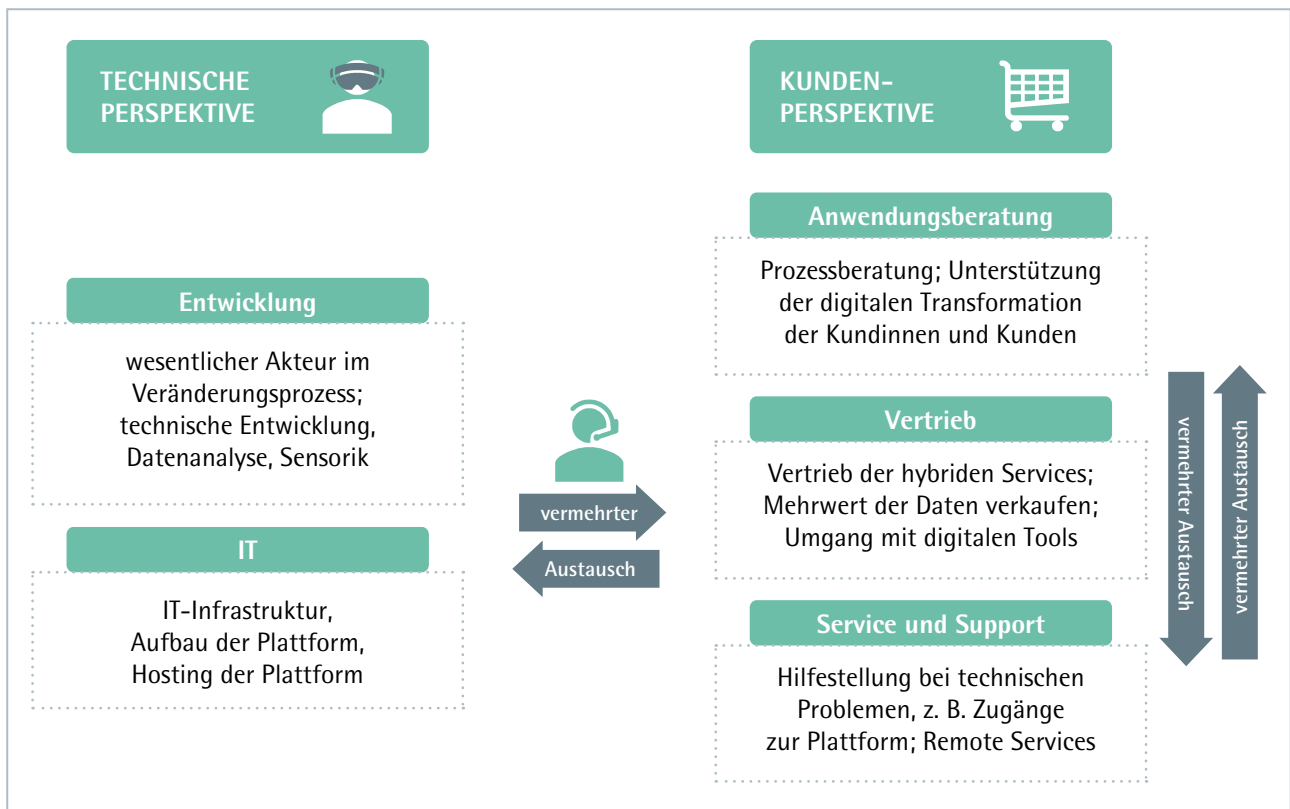 TECHNISCHE
PERSPEKTIVE
Entwicklung
wesentlicher Akteur im
Veränderungsprozess;
technische Entwicklung,
Datenanalyse, Sensorik
IT
IT-Infrastruktur,
Aufbau der Plattform,
Hosting der Plattform
vermehrter
Austausch
KUNDEN-
PERSPEKTIVE
Anwendungsberatung
Prozessberatung; Unterstützung
der digitalen Transformation
der Kundinnen und Kunden
Vertrieb
Vertrieb der hybriden Services;
Mehrwert der Daten verkaufen;
Umgang mit digitalen Tools
Service und Support
Hilfestellung bei technischen
Problemen, z. B. Zugänge
zur Plattform; Remote Services
vermehrter Austausch
vermehrter Austausch